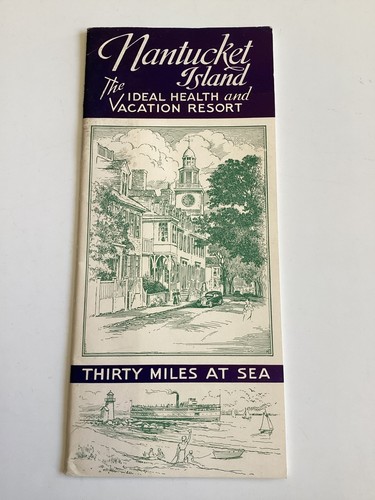 Nantucket
Island
The IDEAL HEALTH and
VACATION RESORT
THIRTY MILES AT SEA